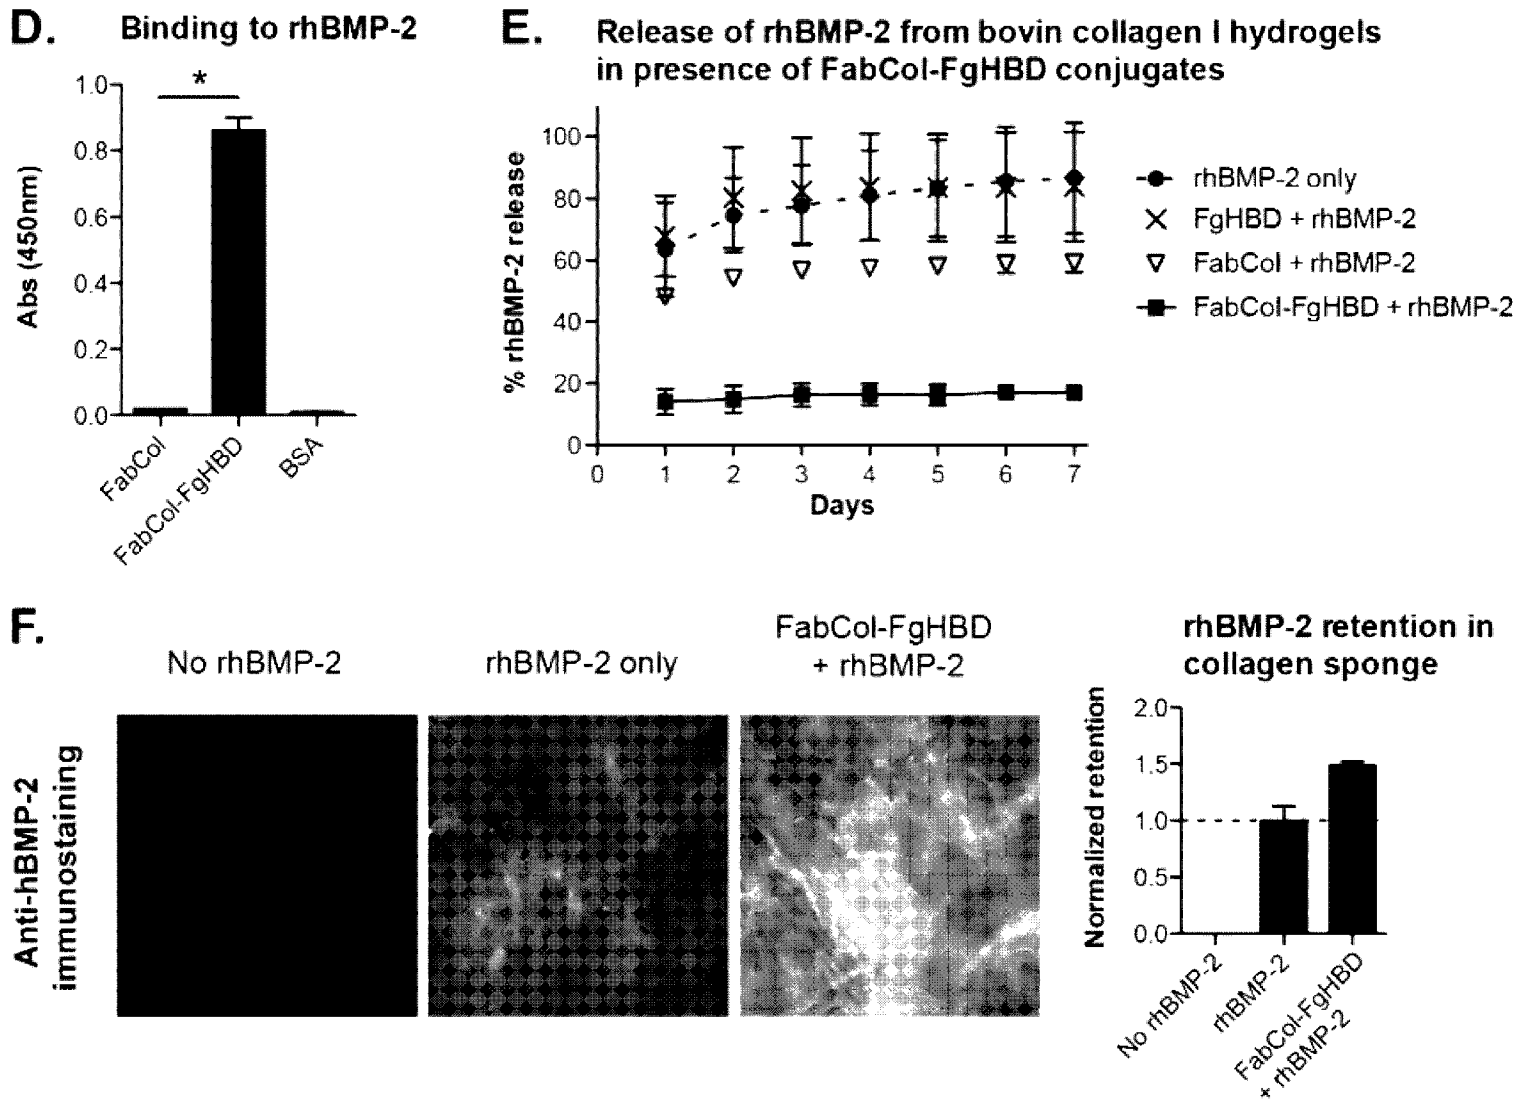 D. Binding to rhBMP-2
Abs (450nm)
1.0
0.8
0.6
0.4
0.2
0.0
*
FabCol
FabCol-FgHBD
BSA
E. Release of rhBMP-2 from bovin collagen I hydrogels
in presence of FabCol-FgHBD conjugates
% rhBMP-2 release
100
80
60
40
20
0
0 1 2 3 4 5 6 7
Days
rhBMP-2 only
FgHBD + rhBMP-2
FabCol + rhBMP-2
FabCol-FgHBD + rhBMP-2
F.
No rhBMP-2
rhBMP-2 only
FabCol-FgHBD
+ rhBMP-2
Anti-hBMP-2
immunostaining
rhBMP-2 retention in
collagen sponge
Normalized retention
2.0
1.5
1.0
0.5
0.0
No rhBMP-2
rhBMP-2
FabCol-FgHBD
+ rhBMP-2